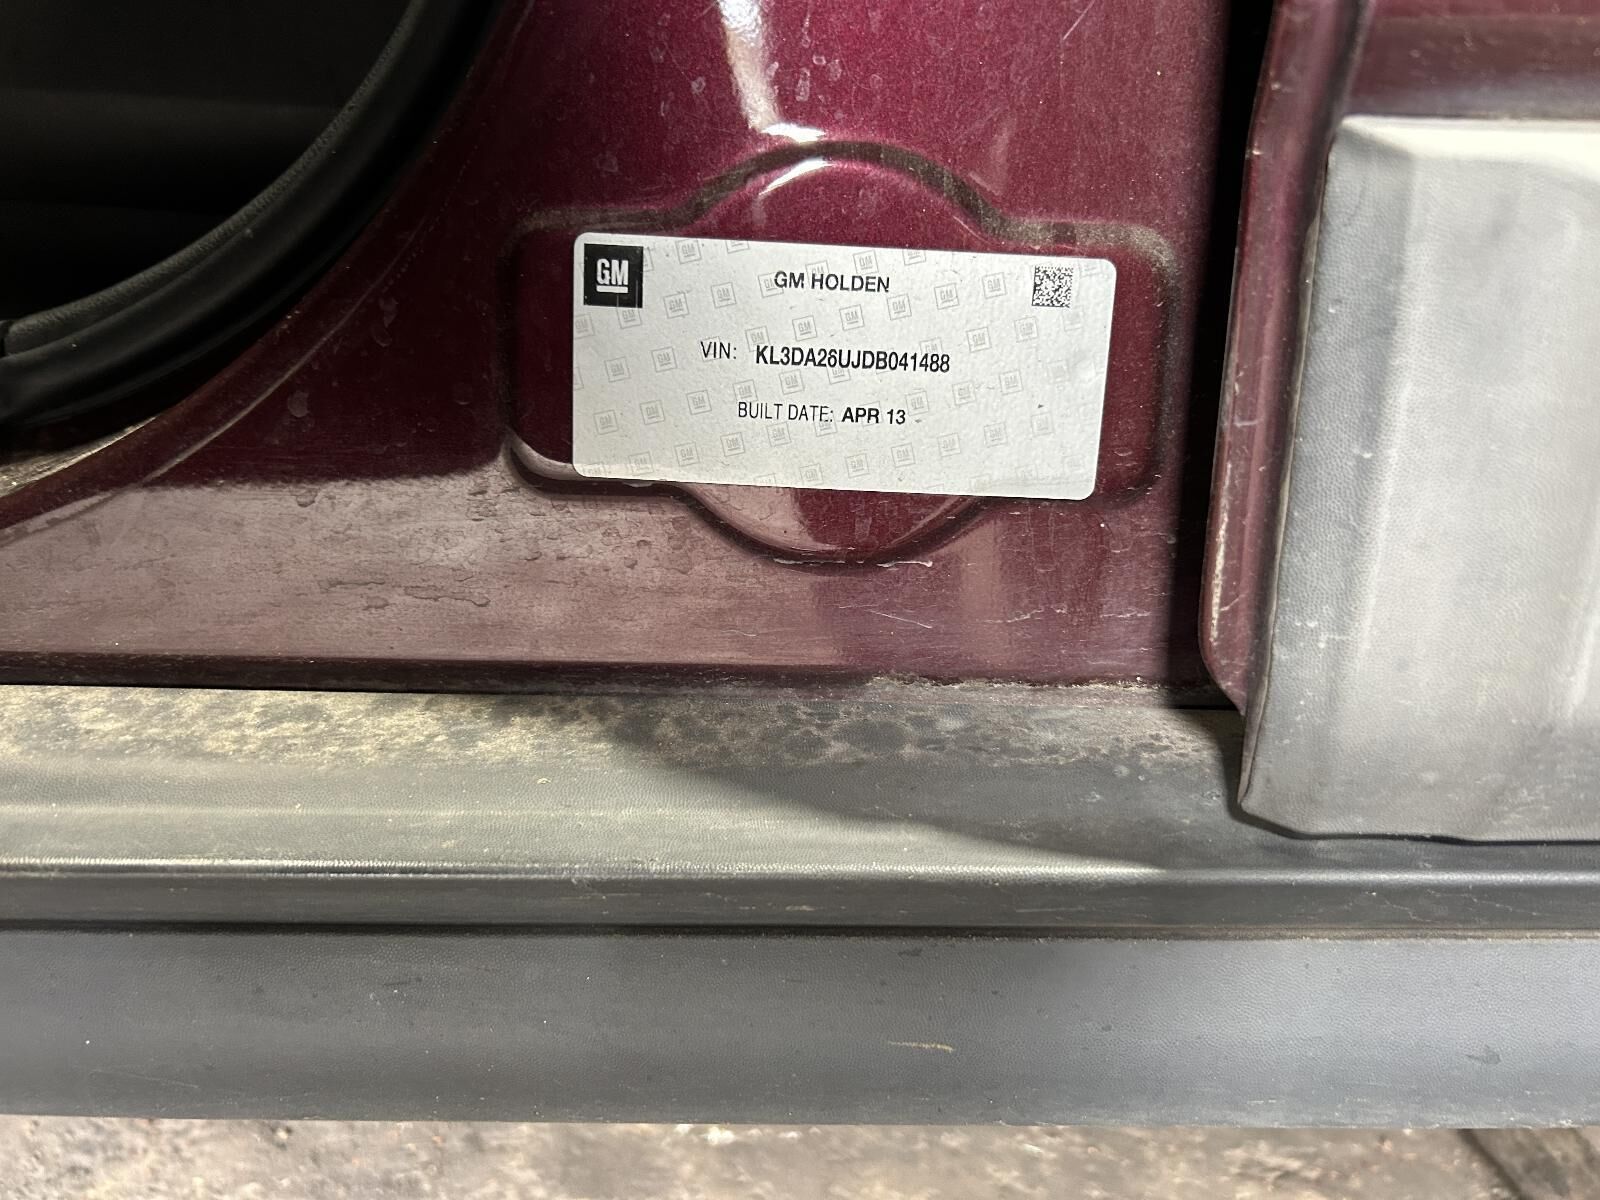 GM
GM HOLDEN
VIN: KL3DA26UJDB041488
BUILT DATE: APR 13